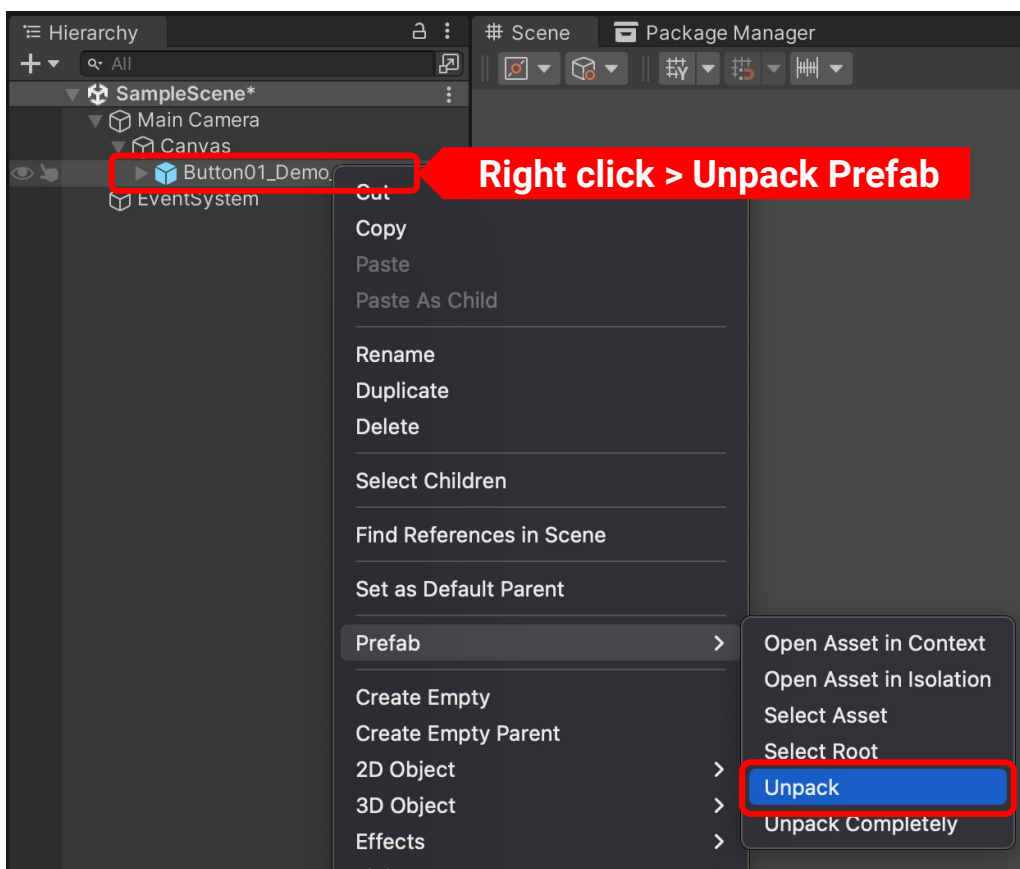 Hierarchy
Scene
Package Manager
All
SampleScene*
Main Camera
Canvas
Button01_Demo_
Right click > Unpack Prefab
EventSystem
Cut
Copy
Paste
Paste As Child
Rename
Duplicate
Delete
Select Children
Find References in Scene
Set as Default Parent
Prefab
Open Asset in Context
Open Asset in Isolation
Select Asset
Select Root
Unpack
Unpack Completely
Create Empty
Create Empty Parent
2D Object
3D Object
Effects